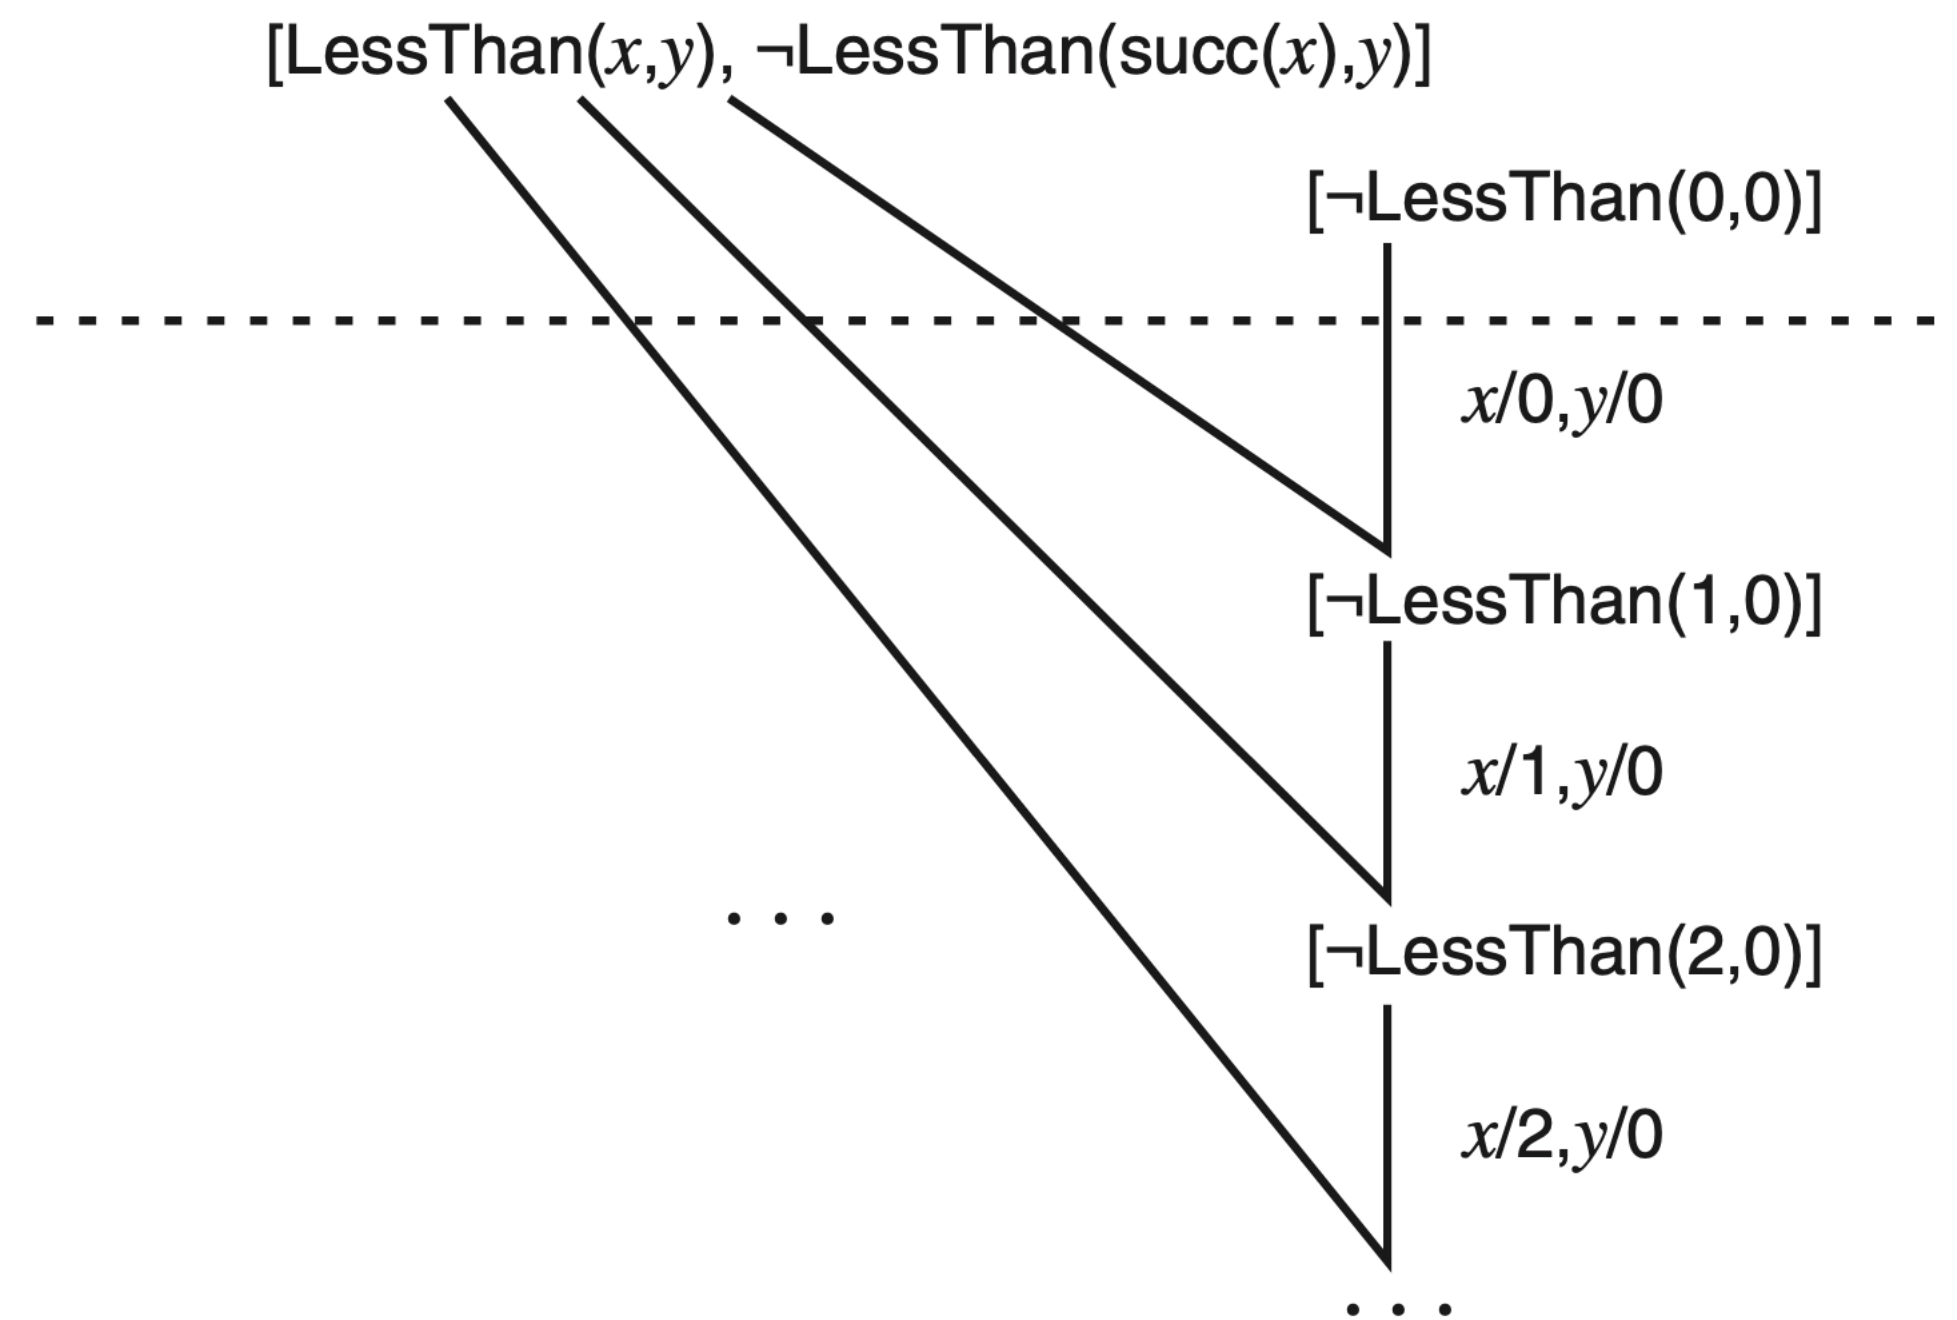 [LessThan(x,y), ¬LessThan(succ(x),y)]
[¬LessThan(0,0)]
x/0,y/0
[¬LessThan(1,0)]
x/1,y/0
. . .
[¬LessThan(2,0)]
x/2,y/0
. . .